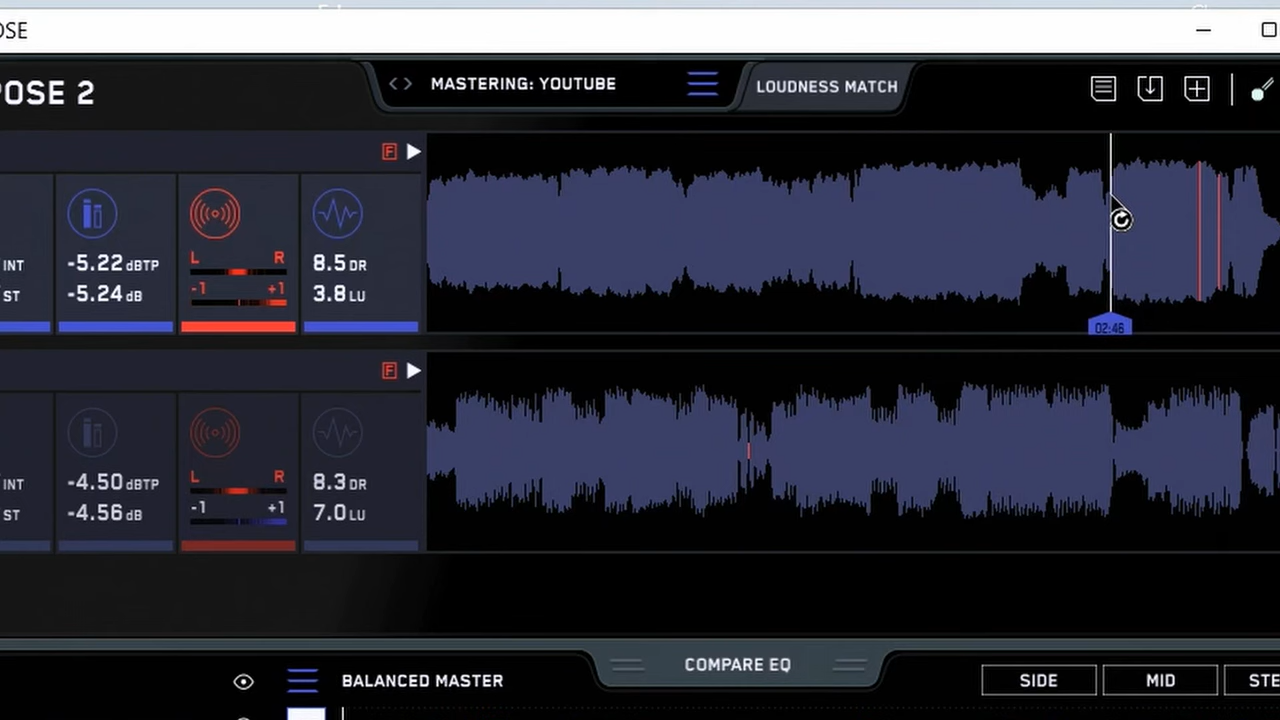 OSE
POSE 2
MASTERING: YOUTUBE
LOUDNESS MATCH
F
INT
ST
-5.22 dBTP
-5.24 dB
L R
-1 +1
8.5 DR
3.8 LU
02:46
F
INT
ST
-4.50 dBTP
-4.56 dB
L R
-1 +1
8.3 DR
7.0 LU
COMPARE EQ
BALANCED MASTER
SIDE
MID
STE